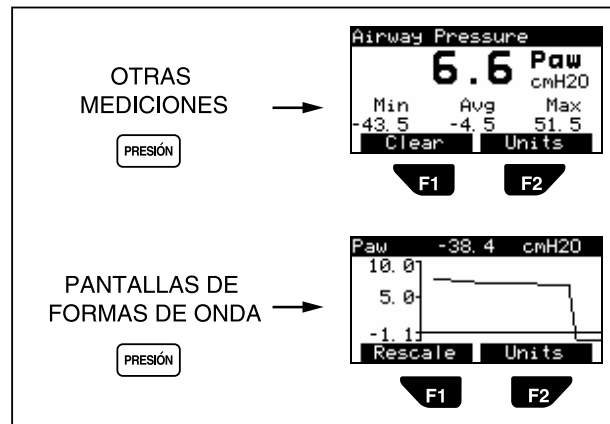 OTRAS
MEDICIONES
PRESIÓN
Airway Pressure
6.6 Paw
cmH2O
Min Avg Max
-43.5 -4.5 51.5
Clear Units
F1 F2
PANTALLAS DE
FORMAS DE ONDA
PRESIÓN
Paw -38.4 cmH2O
10.0
5.0
-1.1
Rescale Units
F1 F2